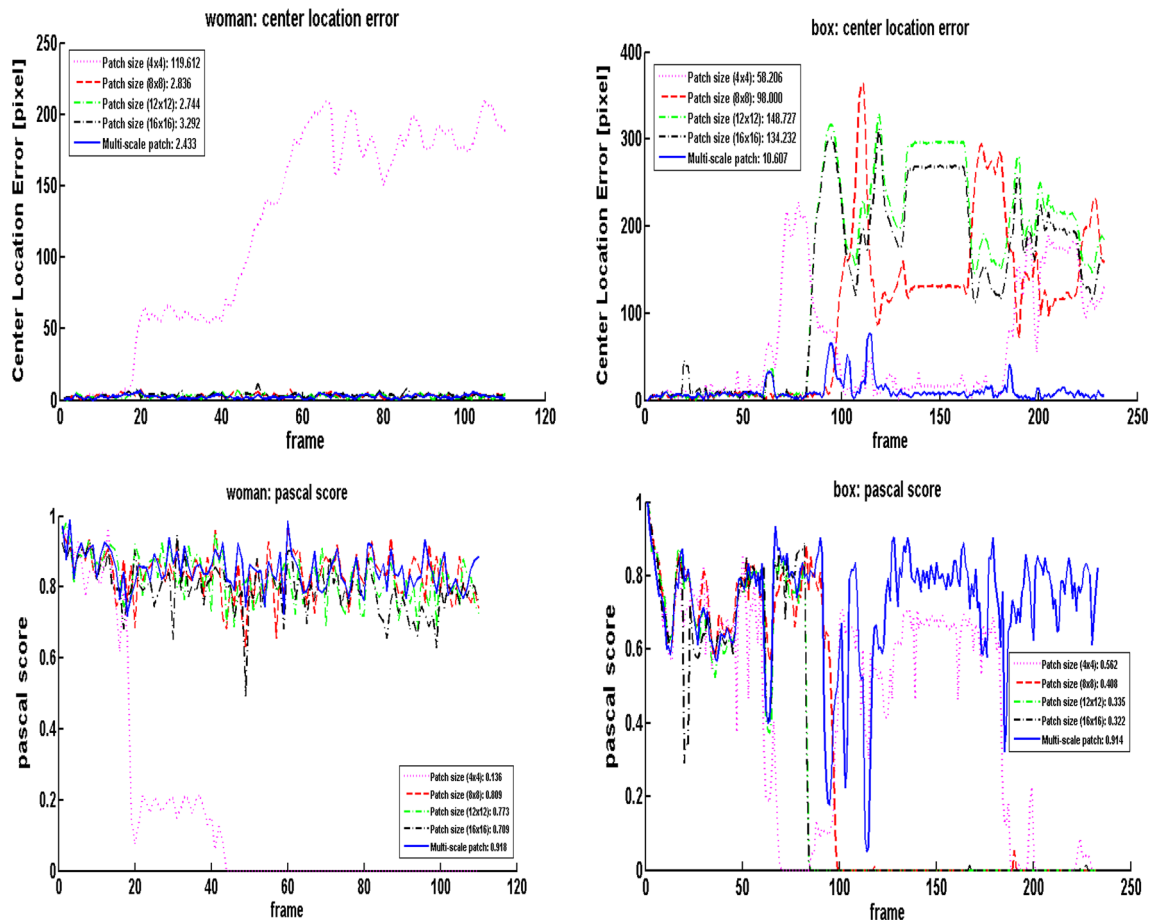 woman: center location error
Center Location Error [pixel]
250
200
150
100
50
0
Patch size (4x4): 119.612
Patch size (8x8): 2.836
Patch size (12x12): 2.744
Patch size (16x16): 3.292
Multi-scale patch: 2.433
0 20 40 60 80 100 120
frame
box: center location error
Center Location Error [pixel]
400
300
200
100
0
Patch size (4x4): 58.206
Patch size (8x8): 98.000
Patch size (12x12): 148.727
Patch size (16x16): 134.232
Multi-scale patch: 10.607
0 50 100 150 200 250
frame
woman: pascal score
pascal score
1
0.8
0.6
0.4
0.2
0
Patch size (4x4): 0.136
Patch size (8x8): 0.809
Patch size (12x12): 0.773
Patch size (16x16): 0.709
Multi-scale patch: 0.918
0 20 40 60 80 100 120
frame
box: pascal score
pascal score
1
0.8
0.6
0.4
0.2
0
Patch size (4x4): 0.562
Patch size (8x8): 0.408
Patch size (12x12): 0.335
Patch size (16x16): 0.322
Multi-scale patch: 0.914
0 50 100 150 200 250
frame